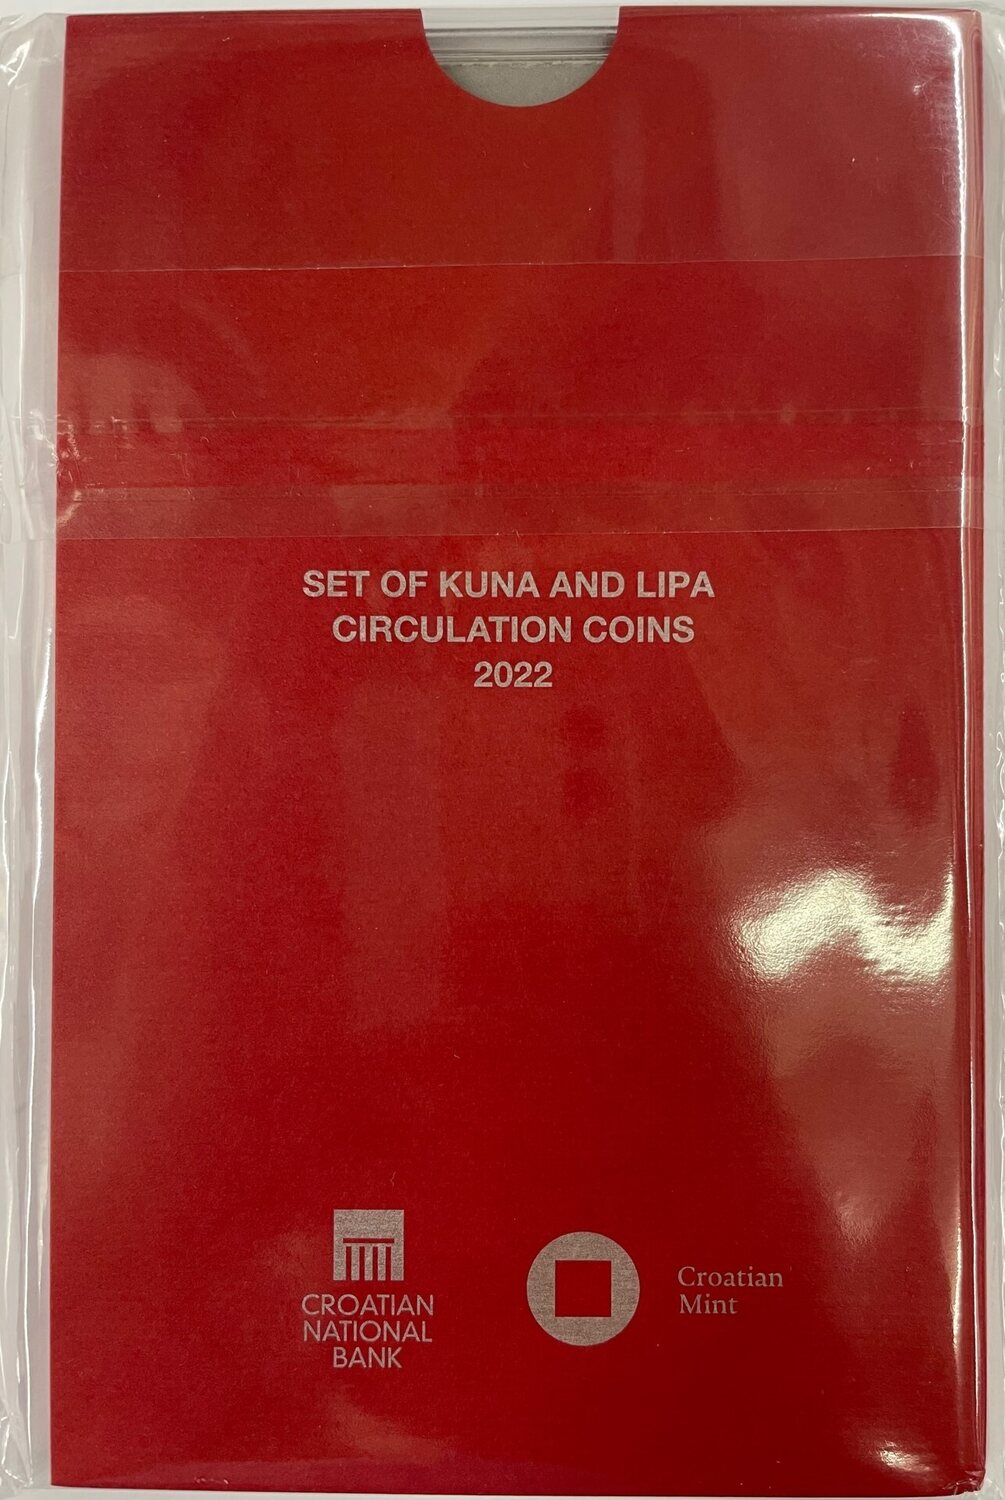 SET OF KUNA AND LIPA
CIRCULATION COINS
2022
CROATIAN
NATIONAL
BANK
Croatian
Mint